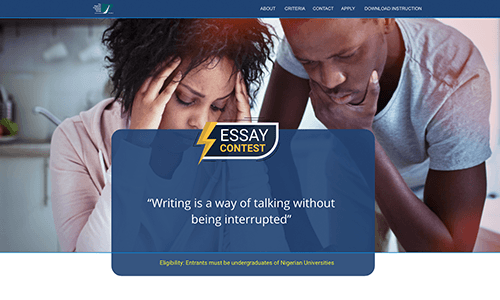 ABOUT CRITERIA CONTACT APPLY DOWNLOAD INSTRUCTION
ESSAY
CONTEST
“Writing is a way of talking without
being interrupted”
Eligibility: Entrants must be undergraduates of Nigerian Universities